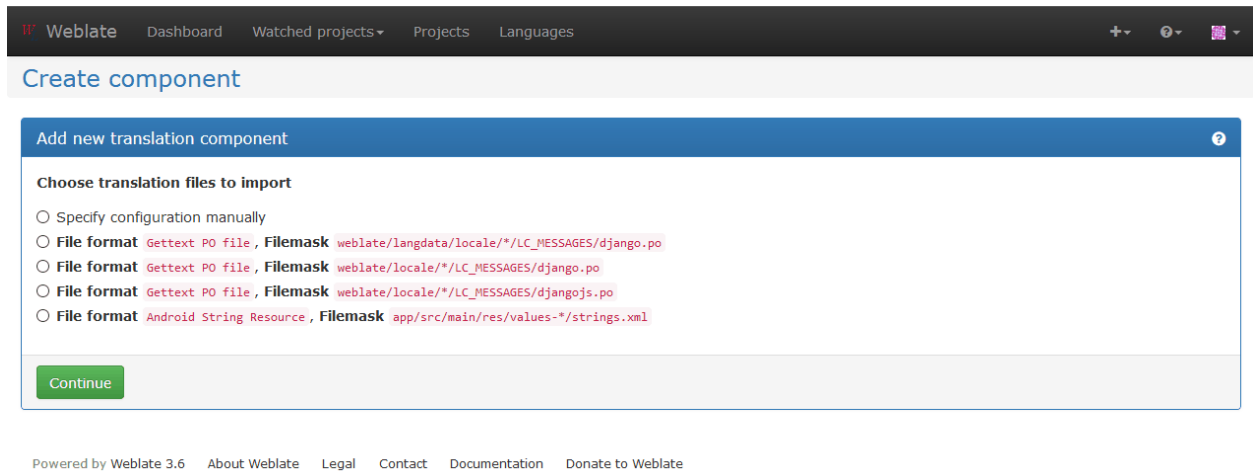 Weblate Dashboard Watched projects Projects Languages
Create component
Add new translation component
Choose translation files to import
Specify configuration manually
File format Gettext PO file, Filemask weblate/langdata/locale/*/LC_MESSAGES/django.po
File format Gettext PO file, Filemask weblate/locale/*/LC_MESSAGES/django.po
File format Gettext PO file, Filemask weblate/locale/*/LC_MESSAGES/djangojs.po
File format Android String Resource, Filemask app/src/main/res/values-*/strings.xml
Continue
Powered by Weblate 3.6 About Weblate Legal Contact Documentation Donate to Weblate